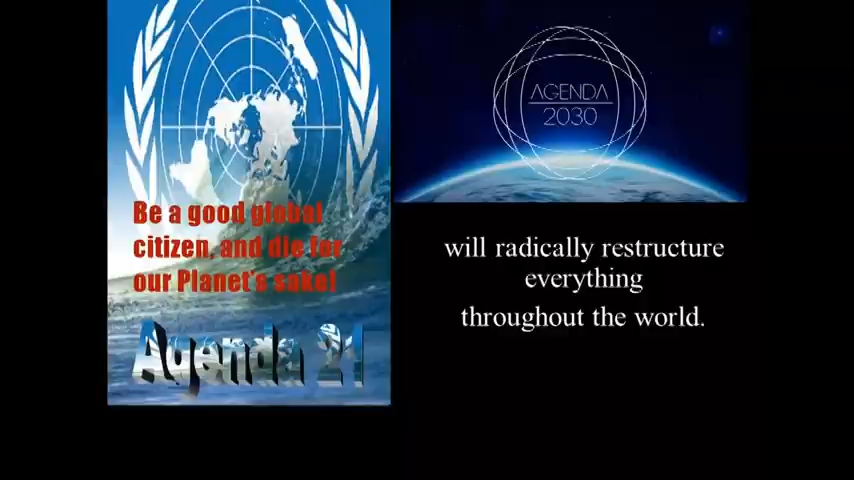 Be a good global
citizen, and die for
our Planet's sake!
Agenda 21
AGENDA
2030
will radically restructure
everything
throughout the world.